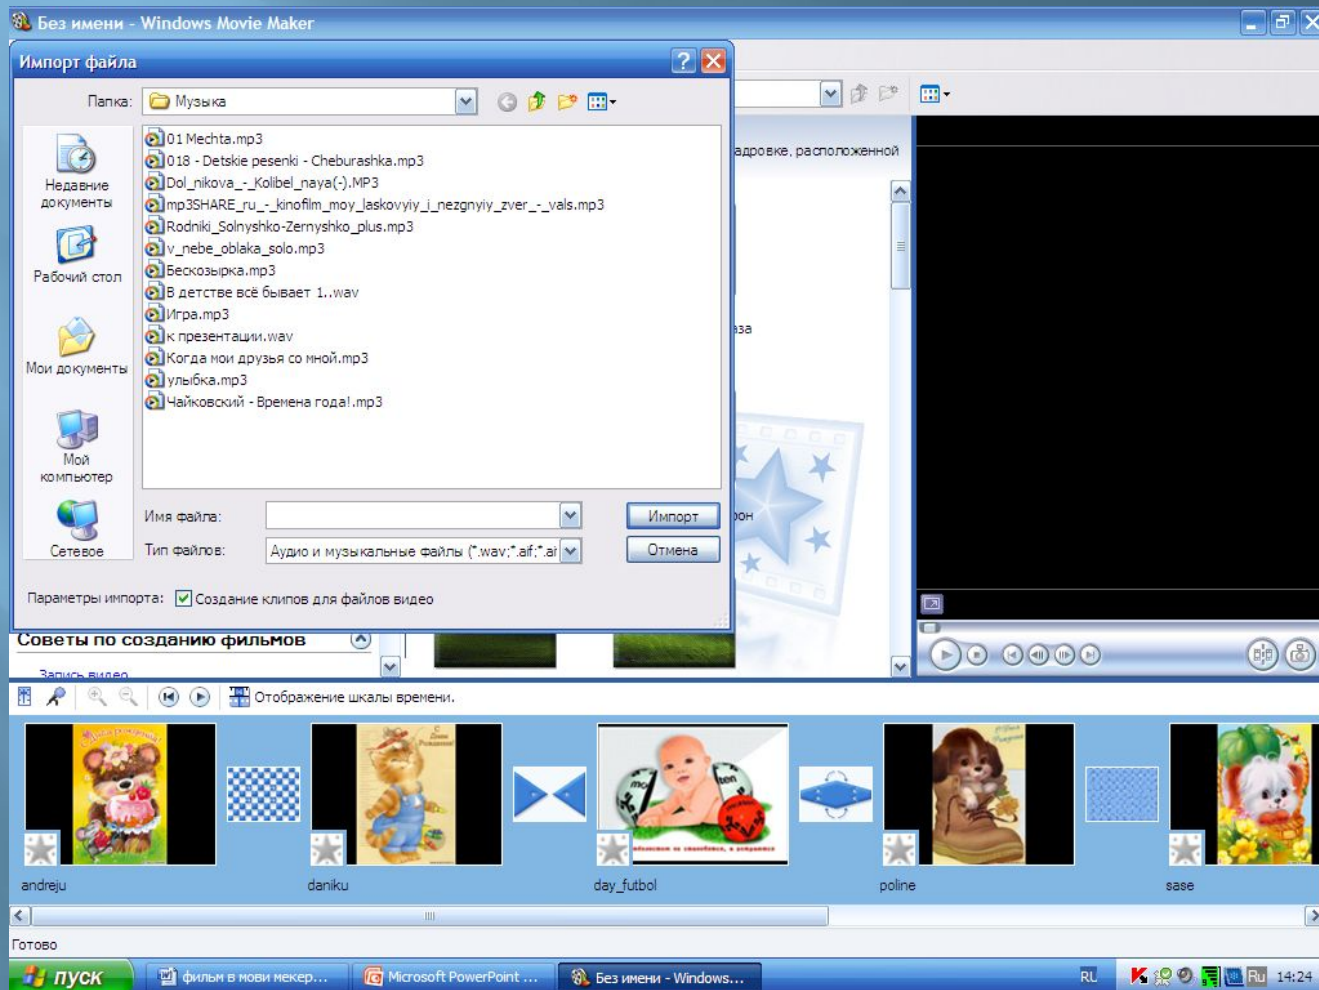 Без имени - Windows Movie Maker
Импорт файла
Папка: Музыка
адровке, расположенной
Недавние документы
Рабочий стол
Мои документы
Мой компьютер
Сетевое
01 Mechta.mp3
018 - Detskie pesenki - Cheburashka.mp3
Dol_nikova_-_Kolibel_naya(-).MP3
mp3SHARE_ru_-_kinofilm_moy_laskovyiy_i_nezgnyiy_zver_-_vals.mp3
Rodniki_Solnyshko-Zernyshko_plus.mp3
v_nebe_oblaka_solo.mp3
Бескозырка.mp3
В детстве всё бывает 1..wav
Игра.mp3
к презентации.wav
Когда мои друзья со мной.mp3
улыбка.mp3
Чайковский - Времена года!.mp3
аза
Имя файла:
Импорт
рон
Тип файлов: Аудио и музыкальные файлы (*.wav;*.aif;*.ai
Отмена
Параметры импорта: Создание клипов для файлов видео
Советы по созданию фильмов
Запись видео
Отображение шкалы времени.
С Днем Рождения!
andreju
daniku
day_futbol
poline
sase
Готово
пуск
фильм в мови мекер...
Microsoft PowerPoint ...
Без имени - Windows...
RU
Ru
14:24